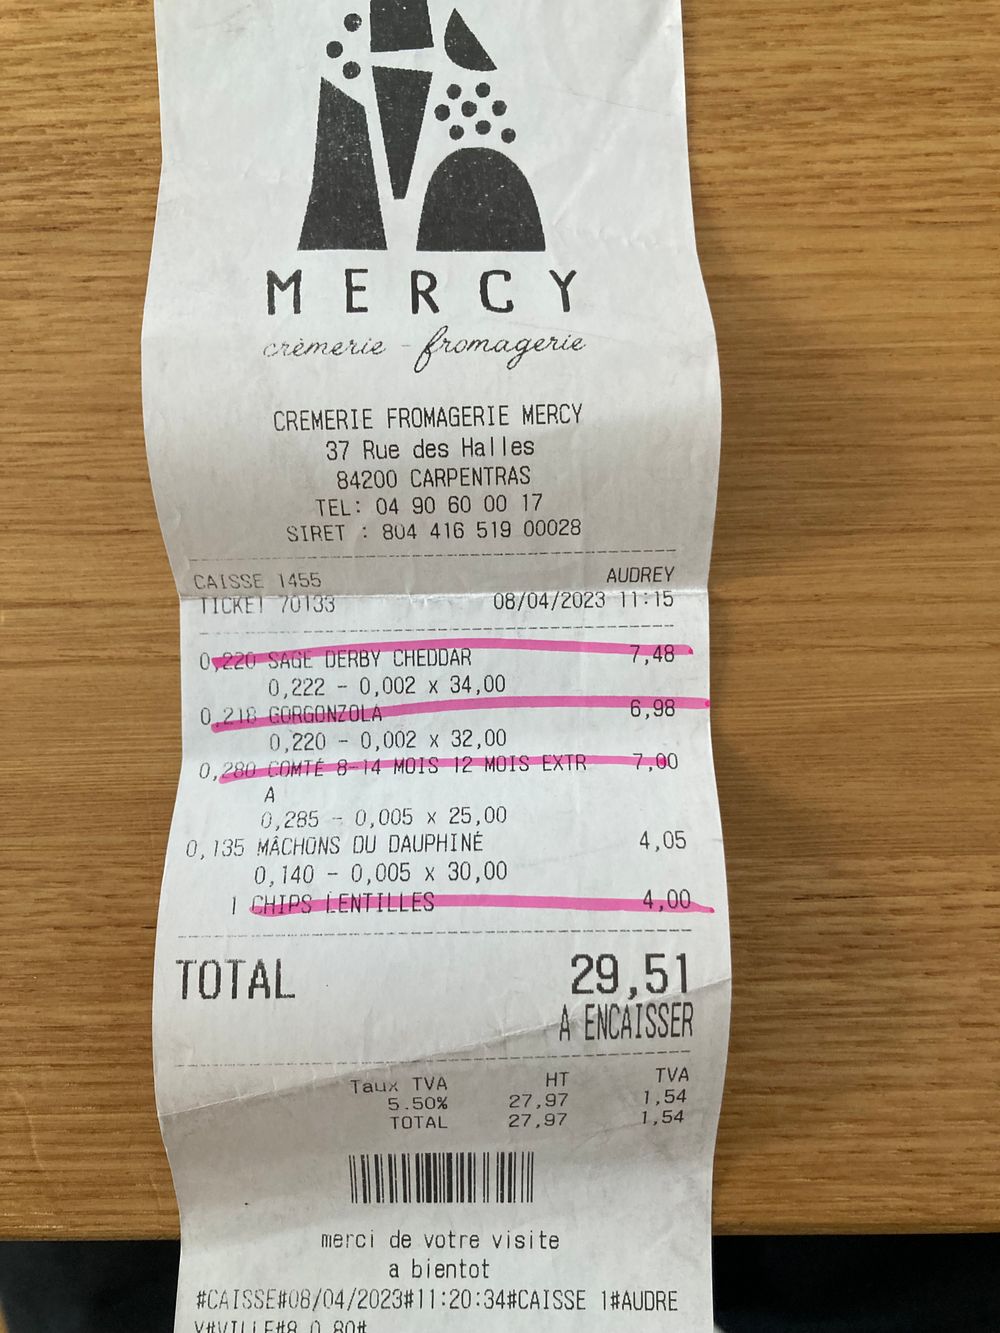 MERCY
crèmerie - fromagerie
CREMERIE FROMAGERIE MERCY
37 Rue des Halles
84200 CARPENTRAS
TEL: 04 90 60 00 17
SIRET : 804 416 519 00028
CAISSE 1455 AUDREY
TICKET 70133 08/04/2023 11:15
0,220 SAGE DERBY CHEDDAR 7,48
0,222 - 0,002 x 34,00
0,218 GORGONZOLA 6,98
0,220 - 0,002 x 32,00
0,280 COMTÉ 8-14 MOIS 12 MOIS EXTR 7,00
A
0,285 - 0,005 x 25,00
0,135 MÂCHONS DU DAUPHINÉ 4,05
0,140 - 0,005 x 30,00
1 CHIPS LENTILLES 4,00
TOTAL 29,51
A ENCAISSER
Taux TVA HT TVA
5.50% 27,97 1,54
TOTAL 27,97 1,54
merci de votre visite
a bientot
#CAISSE#08/04/2023#11:20:34#CAISSE 1#AUDRE
Y#VILLE#8.0.80#